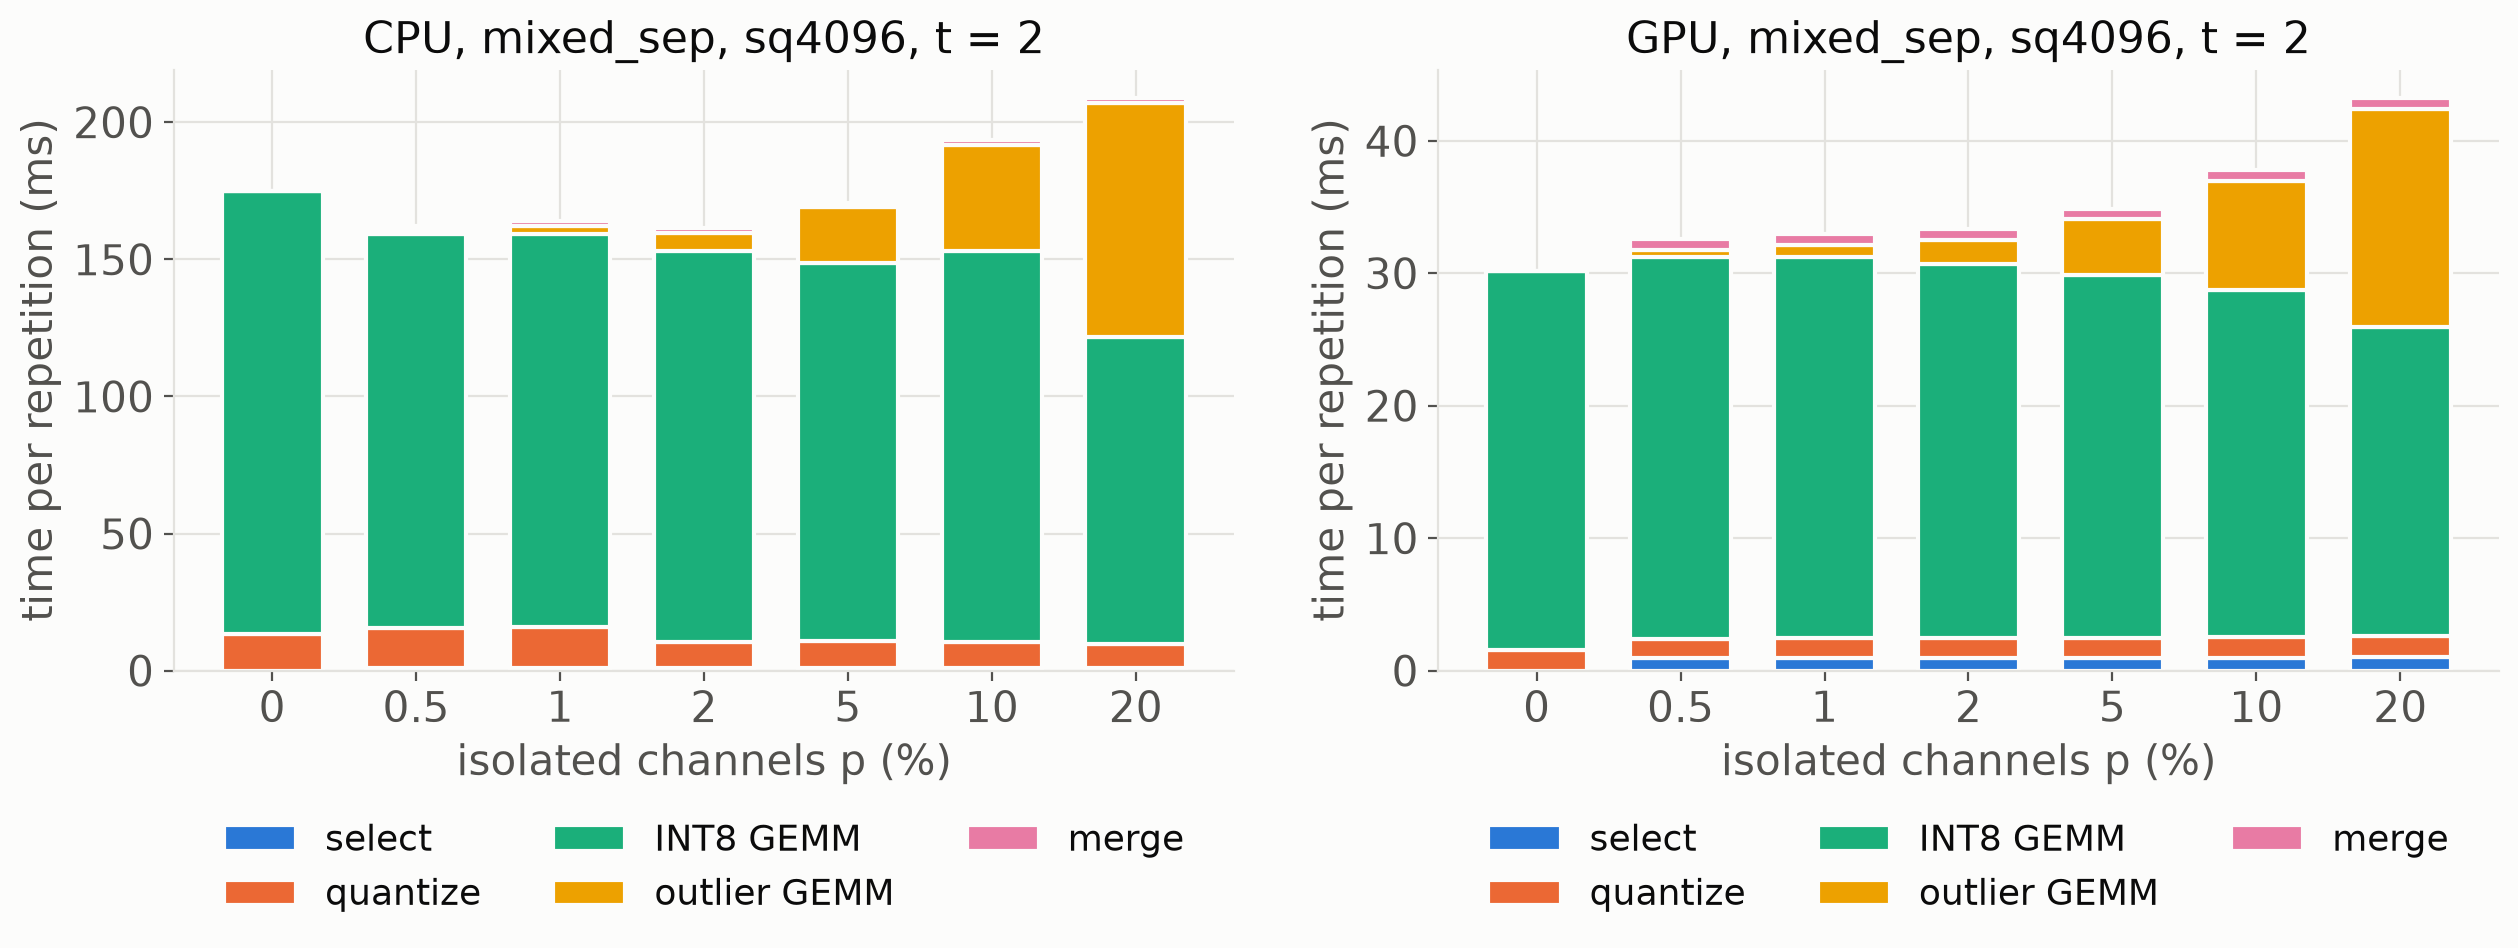 CPU, mixed_sep, sq4096, t = 2
time per repetition (ms)
200
150
100
50
0
0 0.5 1 2 5 10 20
isolated channels p (%)
select INT8 GEMM merge
quantize outlier GEMM
GPU, mixed_sep, sq4096, t = 2
time per repetition (ms)
40
30
20
10
0
0 0.5 1 2 5 10 20
isolated channels p (%)
select INT8 GEMM merge
quantize outlier GEMM